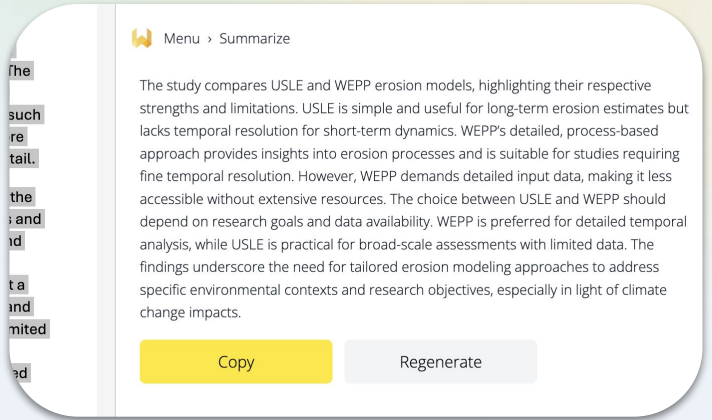 The
such
re
tail.
the
s and
nd
t a
and
mited
ed
Menu › Summarize
The study compares USLE and WEPP erosion models, highlighting their respective
strengths and limitations. USLE is simple and useful for long-term erosion estimates but
lacks temporal resolution for short-term dynamics. WEPP’s detailed, process-based
approach provides insights into erosion processes and is suitable for studies requiring
fine temporal resolution. However, WEPP demands detailed input data, making it less
accessible without extensive resources. The choice between USLE and WEPP should
depend on research goals and data availability. WEPP is preferred for detailed temporal
analysis, while USLE is practical for broad-scale assessments with limited data. The
findings underscore the need for tailored erosion modeling approaches to address
specific environmental contexts and research objectives, especially in light of climate
change impacts.
Copy
Regenerate